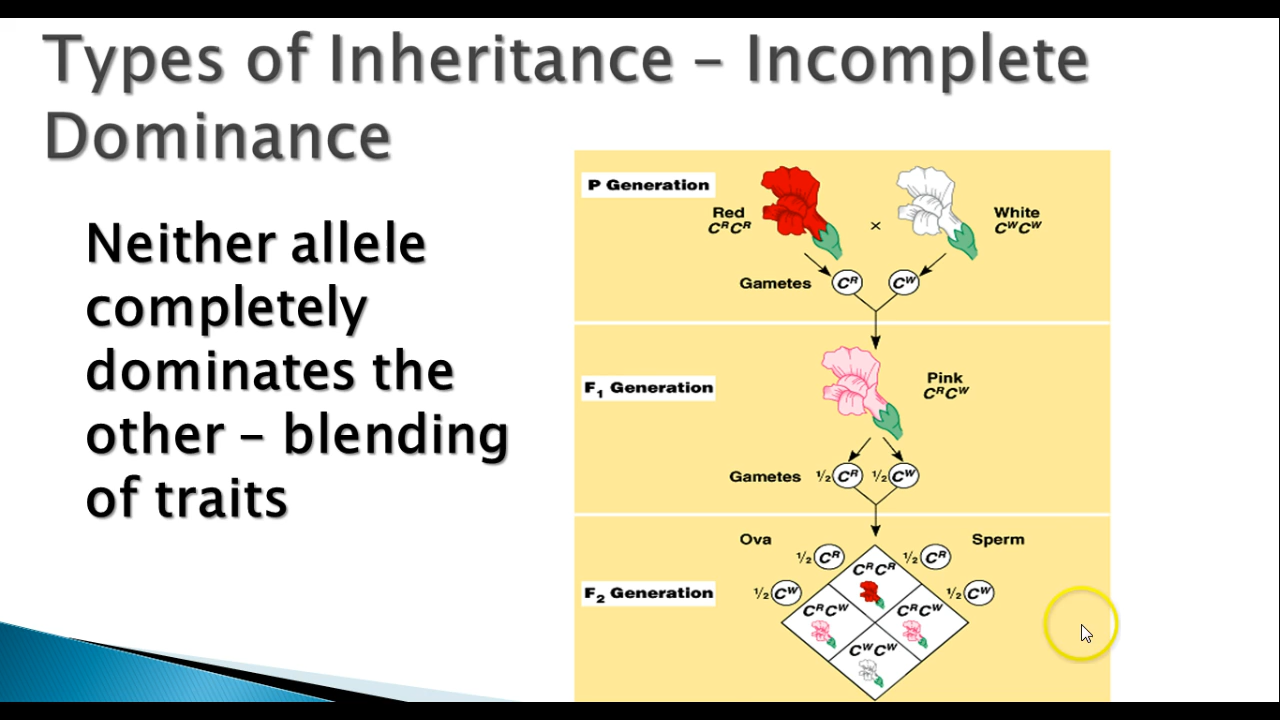 Types of Inheritance – Incomplete
Dominance
Neither allele
completely
dominates the
other – blending
of traits
P Generation
Red
CᴿCᴿ
x
White
CᵂCᵂ
Gametes
Cᴿ
Cᵂ
F₁ Generation
Pink
CᴿCᵂ
Gametes
½ Cᴿ
½ Cᵂ
F₂ Generation
Ova
Sperm
½ Cᴿ
½ Cᴿ
½ Cᵂ
½ Cᵂ
CᴿCᴿ
CᴿCᵂ
CᴿCᵂ
CᵂCᵂ